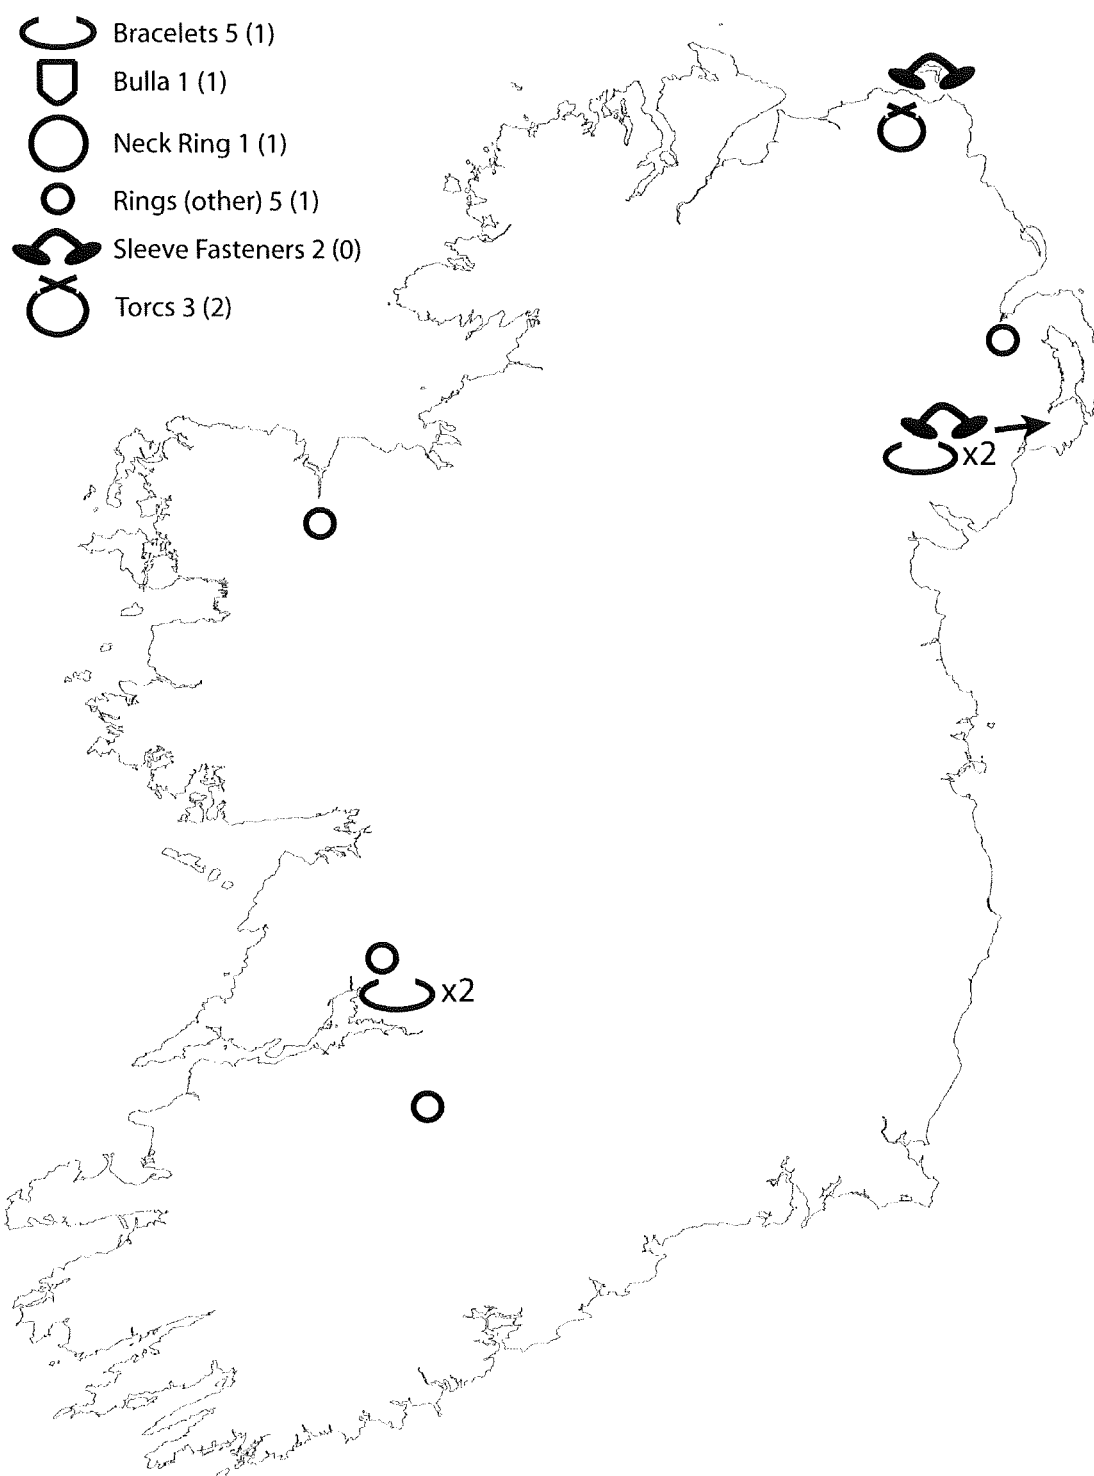 Bracelets 5 (1)
Bulla 1 (1)
Neck Ring 1 (1)
Rings (other) 5 (1)
Sleeve Fasteners 2 (0)
Torcs 3 (2)
x2
x2